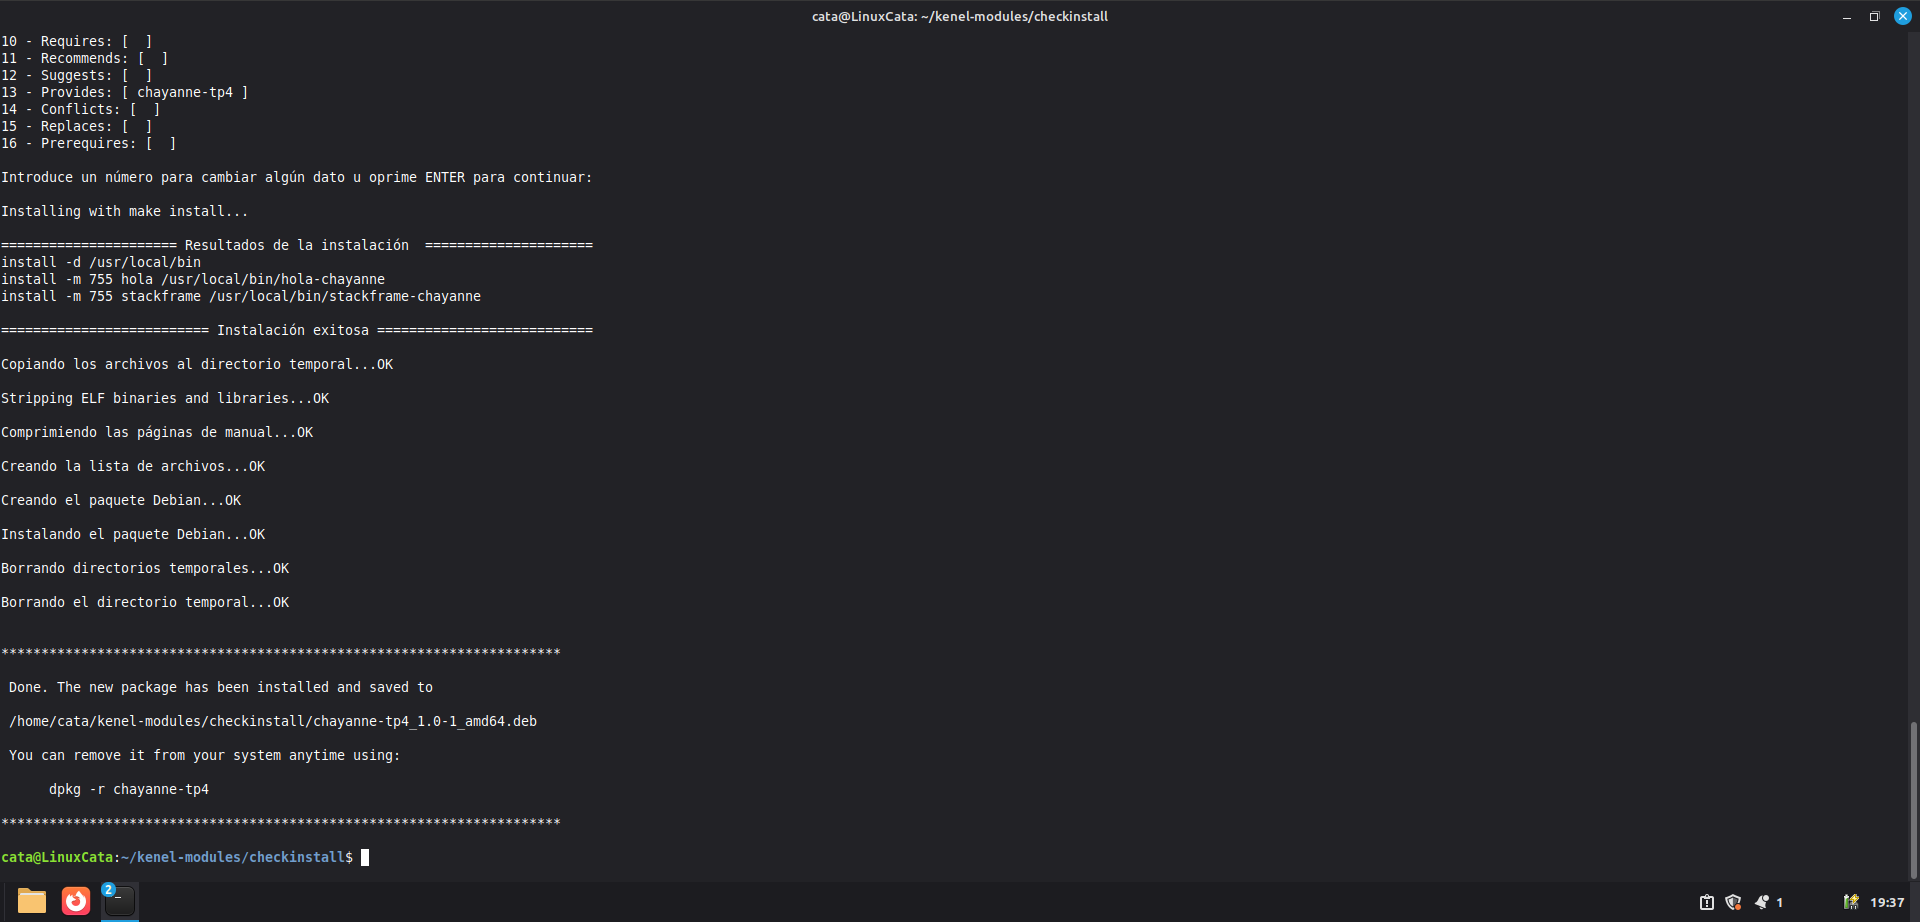 cata@LinuxCata: ~/kenel-modules/checkinstall
10 - Requires: [  ]
11 - Recommends: [  ]
12 - Suggests: [  ]
13 - Provides: [ chayanne-tp4 ]
14 - Conflicts: [  ]
15 - Replaces: [  ]
16 - Prerequires: [  ]
Introduce un número para cambiar algún dato u oprime ENTER para continuar:
Installing with make install...
====================== Resultados de la instalación  =====================
install -d /usr/local/bin
install -m 755 hola /usr/local/bin/hola-chayanne
install -m 755 stackframe /usr/local/bin/stackframe-chayanne
========================== Instalación exitosa ===========================
Copiando los archivos al directorio temporal...OK
Stripping ELF binaries and libraries...OK
Comprimiendo las páginas de manual...OK
Creando la lista de archivos...OK
Creando el paquete Debian...OK
Instalando el paquete Debian...OK
Borrando directorios temporales...OK
Borrando el directorio temporal...OK
**********************************************************************
Done. The new package has been installed and saved to
/home/cata/kenel-modules/checkinstall/chayanne-tp4_1.0-1_amd64.deb
You can remove it from your system anytime using:
dpkg -r chayanne-tp4
**********************************************************************
cata@LinuxCata:~/kenel-modules/checkinstall$
2
1
19:37